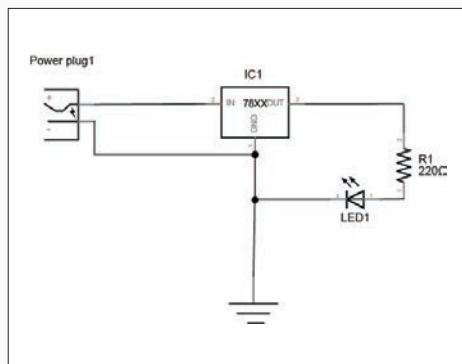 Power plug1
+
-
IC1
IN 78XX OUT
GND
R1
220Ω
LED1